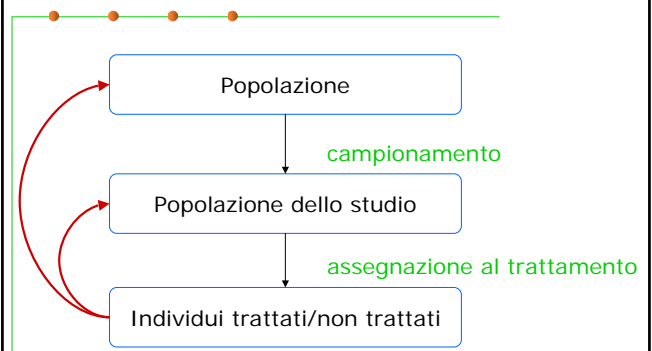 Popolazione
campionamento
Popolazione dello studio
assegnazione al trattamento
Individui trattati/non trattati